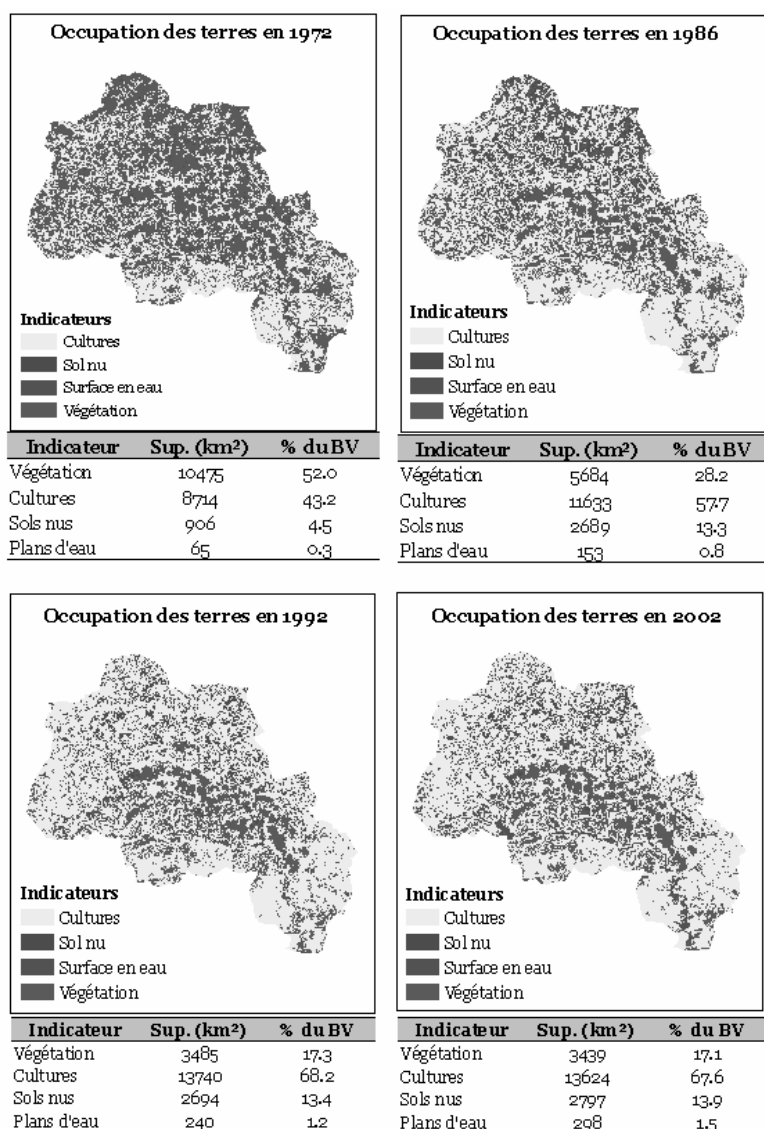 Occupation des terres en 1972
Indicateurs
Cultures
Sol nu
Surface en eau
Végétation
Indicateur Sup. (km²) % du BV
Végétation 10475 52.0
Cultures 8714 43.2
Sols nus 906 4.5
Plans d'eau 65 0.3
Occupation des terres en 1986
Indicateurs
Cultures
Sol nu
Surface en eau
Végétation
Indicateur Sup. (km²) % du BV
Végétation 5684 28.2
Cultures 11633 57.7
Sols nus 2689 13.3
Plans d'eau 153 0.8
Occupation des terres en 1992
Indicateurs
Cultures
Sol nu
Surface en eau
Végétation
Indicateur Sup. (km²) % du BV
Végétation 3485 17.3
Cultures 13740 68.2
Sols nus 2694 13.4
Plans d'eau 240 1.2
Occupation des terres en 2002
Indicateurs
Cultures
Sol nu
Surface en eau
Végétation
Indicateur Sup. (km²) % du BV
Végétation 3439 17.1
Cultures 13624 67.6
Sols nus 2797 13.9
Plans d'eau 298 1.5